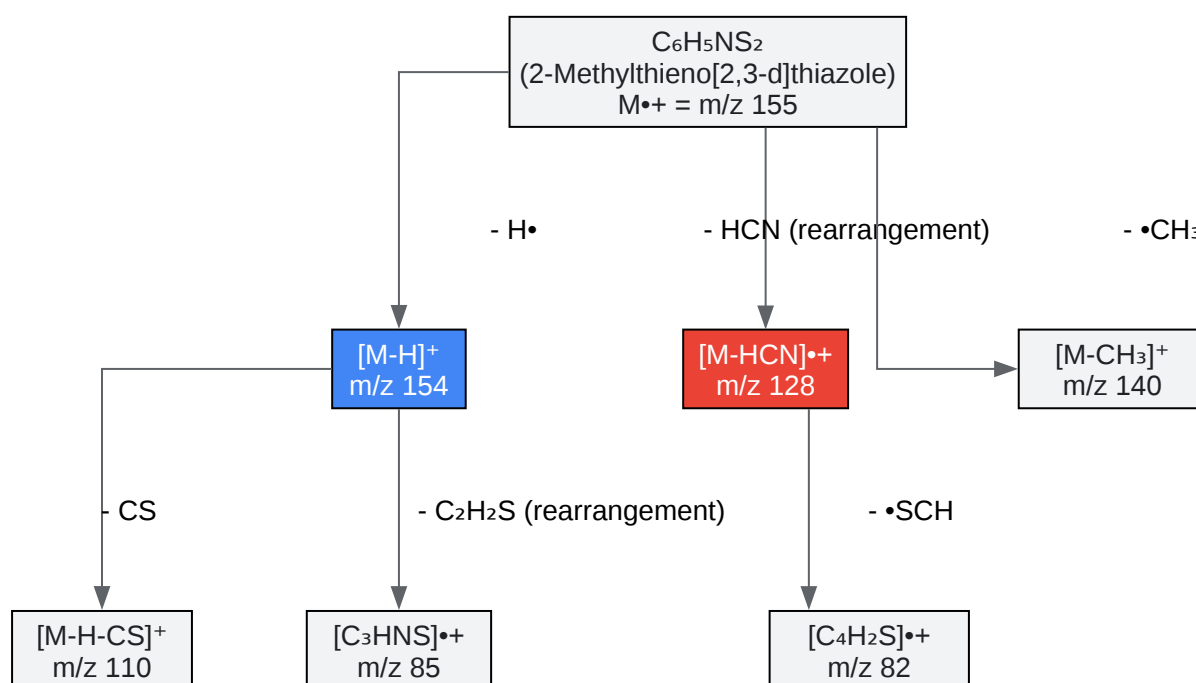 C₆H₅NS₂
(2-Methylthieno[2,3-d]thiazole)
M•+ = m/z 155
- H•
- HCN (rearrangement)
- •CH₃
[M-H]⁺
m/z 154
[M-HCN]•+
m/z 128
[M-CH₃]⁺
m/z 140
- CS
- C₂H₂S (rearrangement)
- •SCH
[M-H-CS]⁺
m/z 110
[C₃HNS]•+
m/z 85
[C₄H₂S]•+
m/z 82